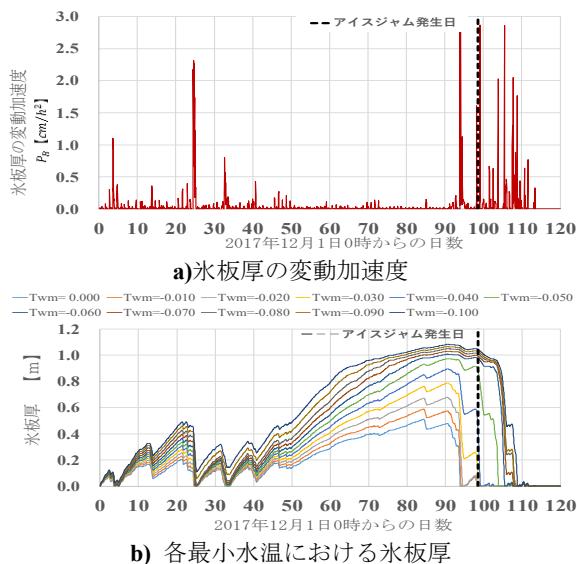 アイスジャム発生日
氷板厚の変動加速度
P_R【cm/h²】
3.0
2.5
2.0
1.5
1.0
0.5
0.0
0 10 20 30 40 50 60 70 80 90 100 110 120
2017年12月1日0時からの日数
a)氷板厚の変動加速度
Twm= 0.000 Twm=-0.010 Twm=-0.020 Twm=-0.030 Twm=-0.040 Twm=-0.050
Twm=-0.060 Twm=-0.070 Twm=-0.080 Twm=-0.090 Twm=-0.100
アイスジャム発生日
氷板厚 【m】
1.2
1.0
0.8
0.6
0.4
0.2
0.0
0 10 20 30 40 50 60 70 80 90 100 110 120
2017年12月1日0時からの日数
b) 各最小水温における氷板厚